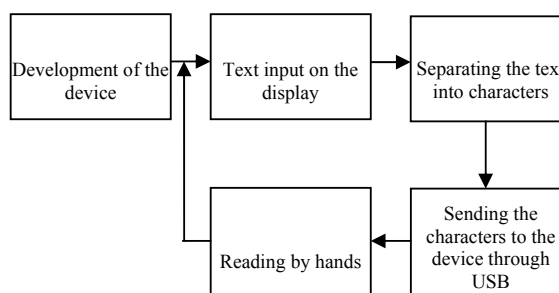 Development of the
device
Text input on the
display
Separating the tex
into characters
Sending the
characters to the
device through
USB
Reading by hands